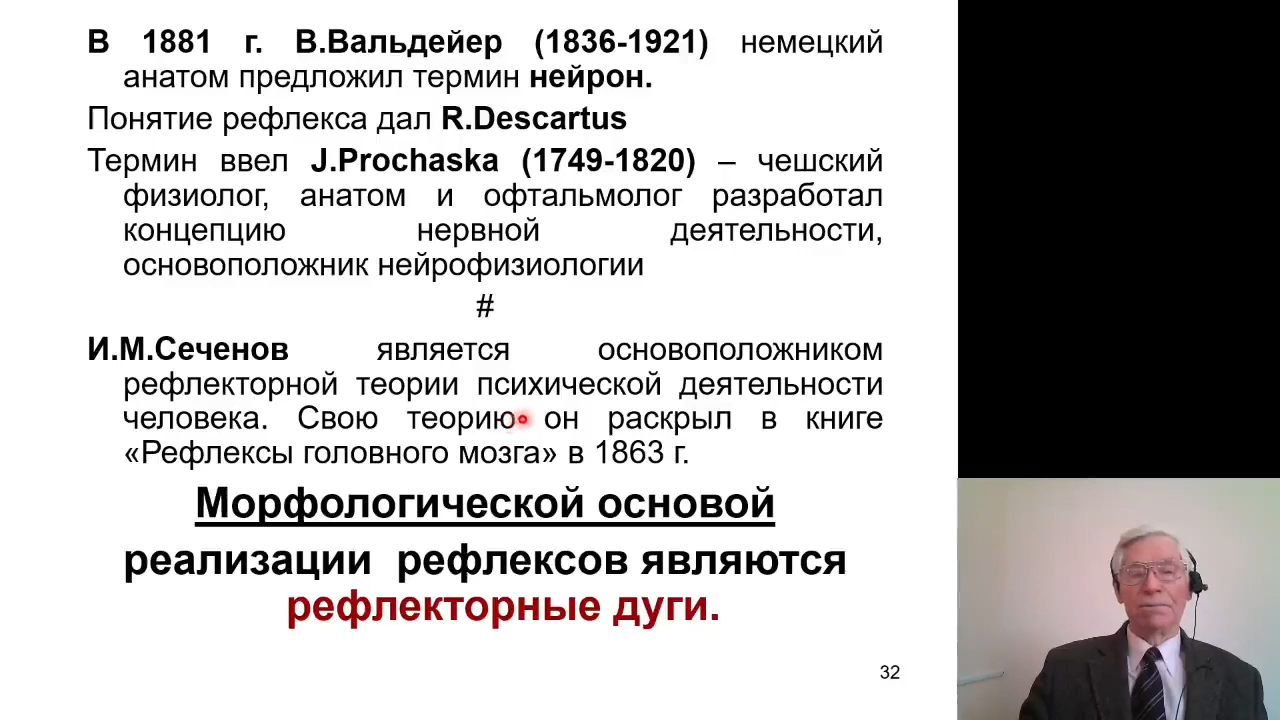 В 1881 г. В.Вальдейер (1836-1921) немецкий
анатом предложил термин нейрон.
Понятие рефлекса дал R.Descartus
Термин ввел J.Prochaska (1749-1820) – чешский
физиолог, анатом и офтальмолог разработал
концепцию нервной деятельности,
основоположник нейрофизиологии
#
И.М.Сеченов является основоположником
рефлекторной теории психической деятельности
человека. Свою теорию он раскрыл в книге
«Рефлексы головного мозга» в 1863 г.
Морфологической основой
реализации рефлексов являются
рефлекторные дуги.
32